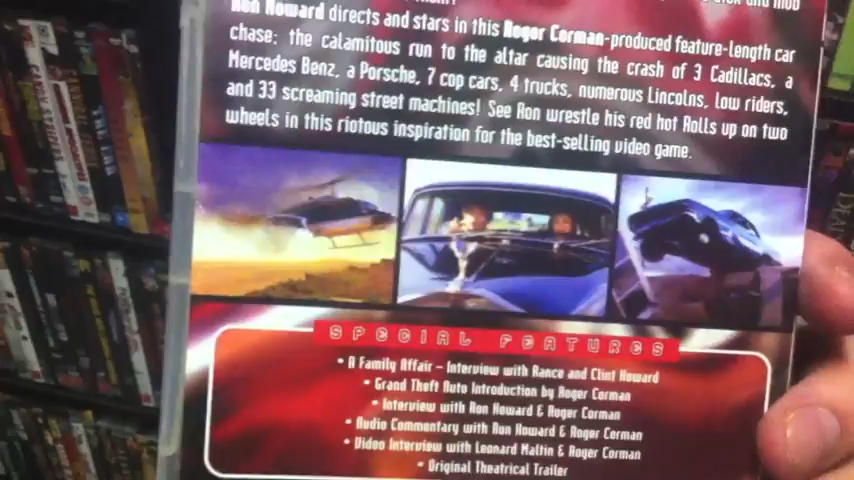 Ron Howard directs and stars in this Roger Corman-produced feature-length car
chase: the calamitous run to the altar causing the crash of 3 Cadillacs, a
Mercedes Benz, a Porsche, 7 cop cars, 4 trucks, numerous Lincolns, low riders,
and 33 screaming street machines! See Ron wrestle his red hot Rolls up on two
wheels in this riotous inspiration for the best-selling video game.
SPECIAL FEATURES
• A Family Affair - Interview with Rance and Clint Howard
• Grand Theft Auto Introduction by Roger Corman
• Interview with Ron Howard & Roger Corman
• Audio Commentary with Ron Howard & Roger Corman
• Video Interview with Leonard Maltin & Roger Corman
• Original Theatrical Trailer